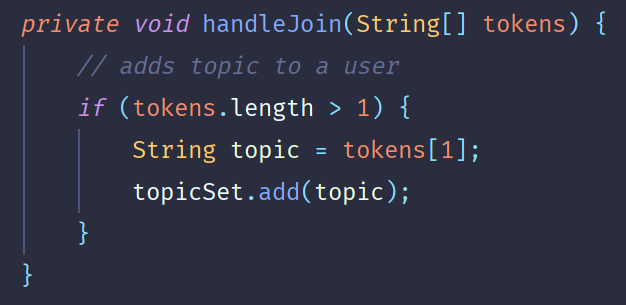 private void handleJoin(String[] tokens) {
    // adds topic to a user
    if (tokens.length > 1) {
        String topic = tokens[1];
        topicSet.add(topic);
    }
}